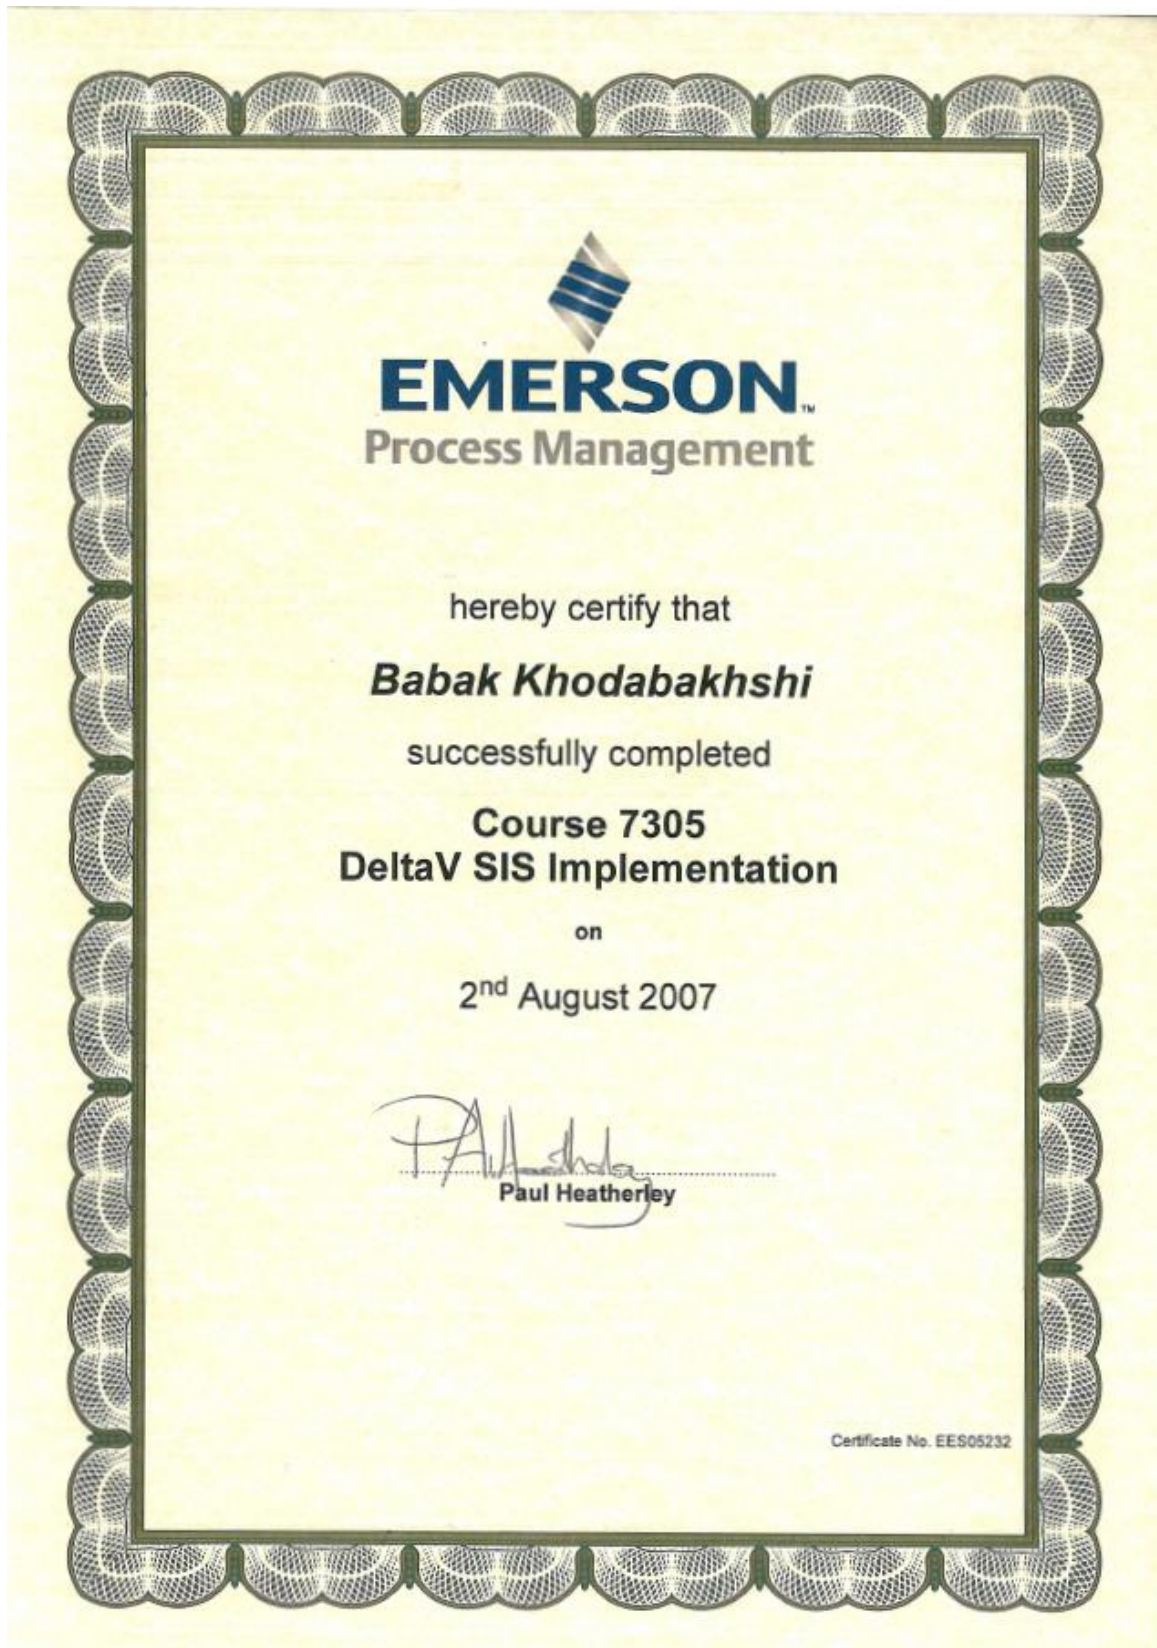 EMERSON™
Process Management
hereby certify that
Babak Khodabakhshi
successfully completed
Course 7305
DeltaV SIS Implementation
on
2nd August 2007
Paul Heatherley
Certificate No. EES05232